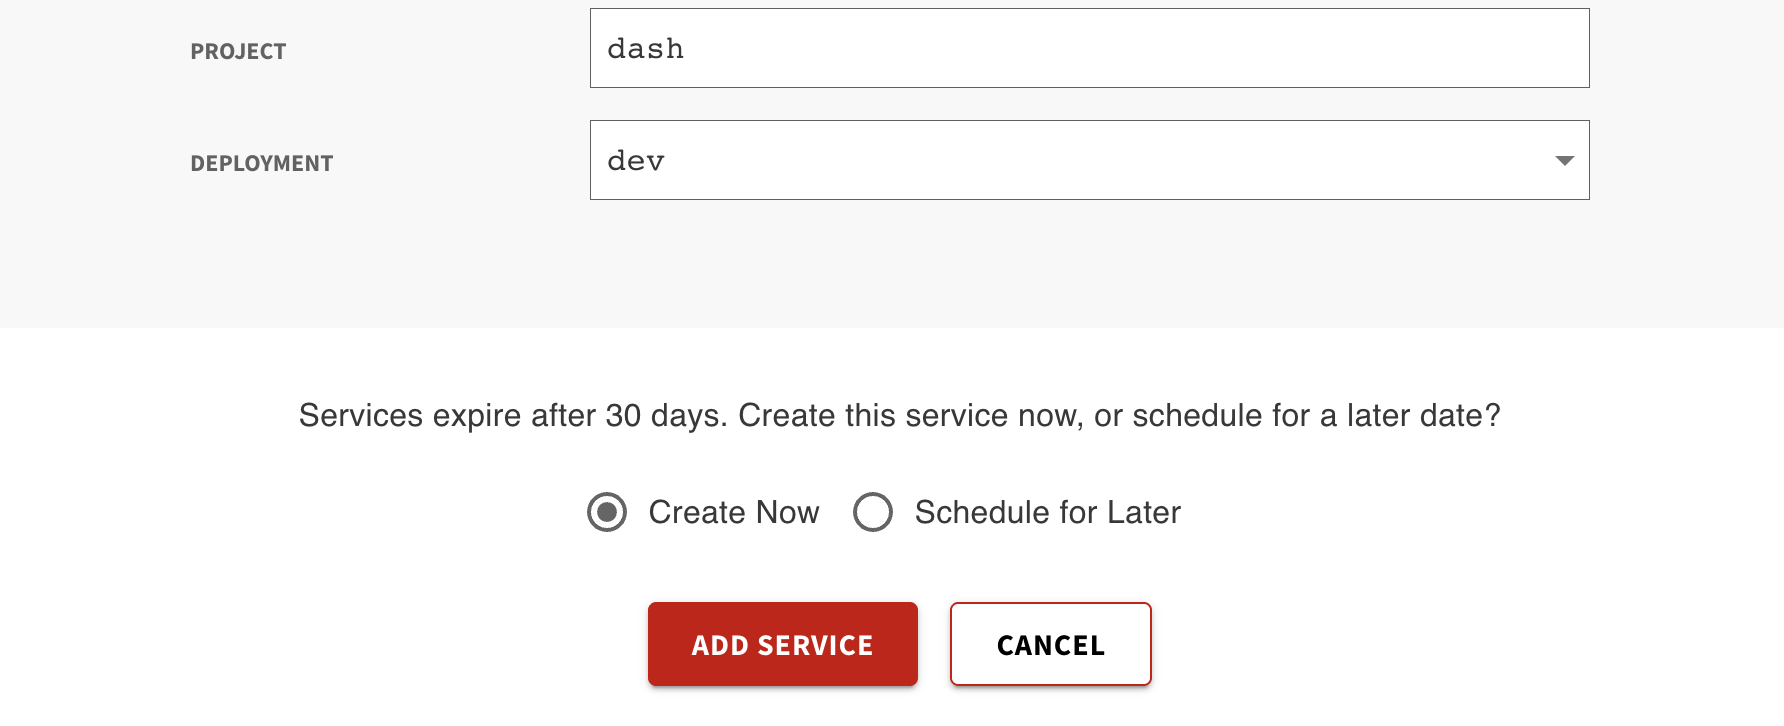 PROJECT
dash
DEPLOYMENT
dev
Services expire after 30 days. Create this service now, or schedule for a later date?
Create Now Schedule for Later
ADD SERVICE CANCEL